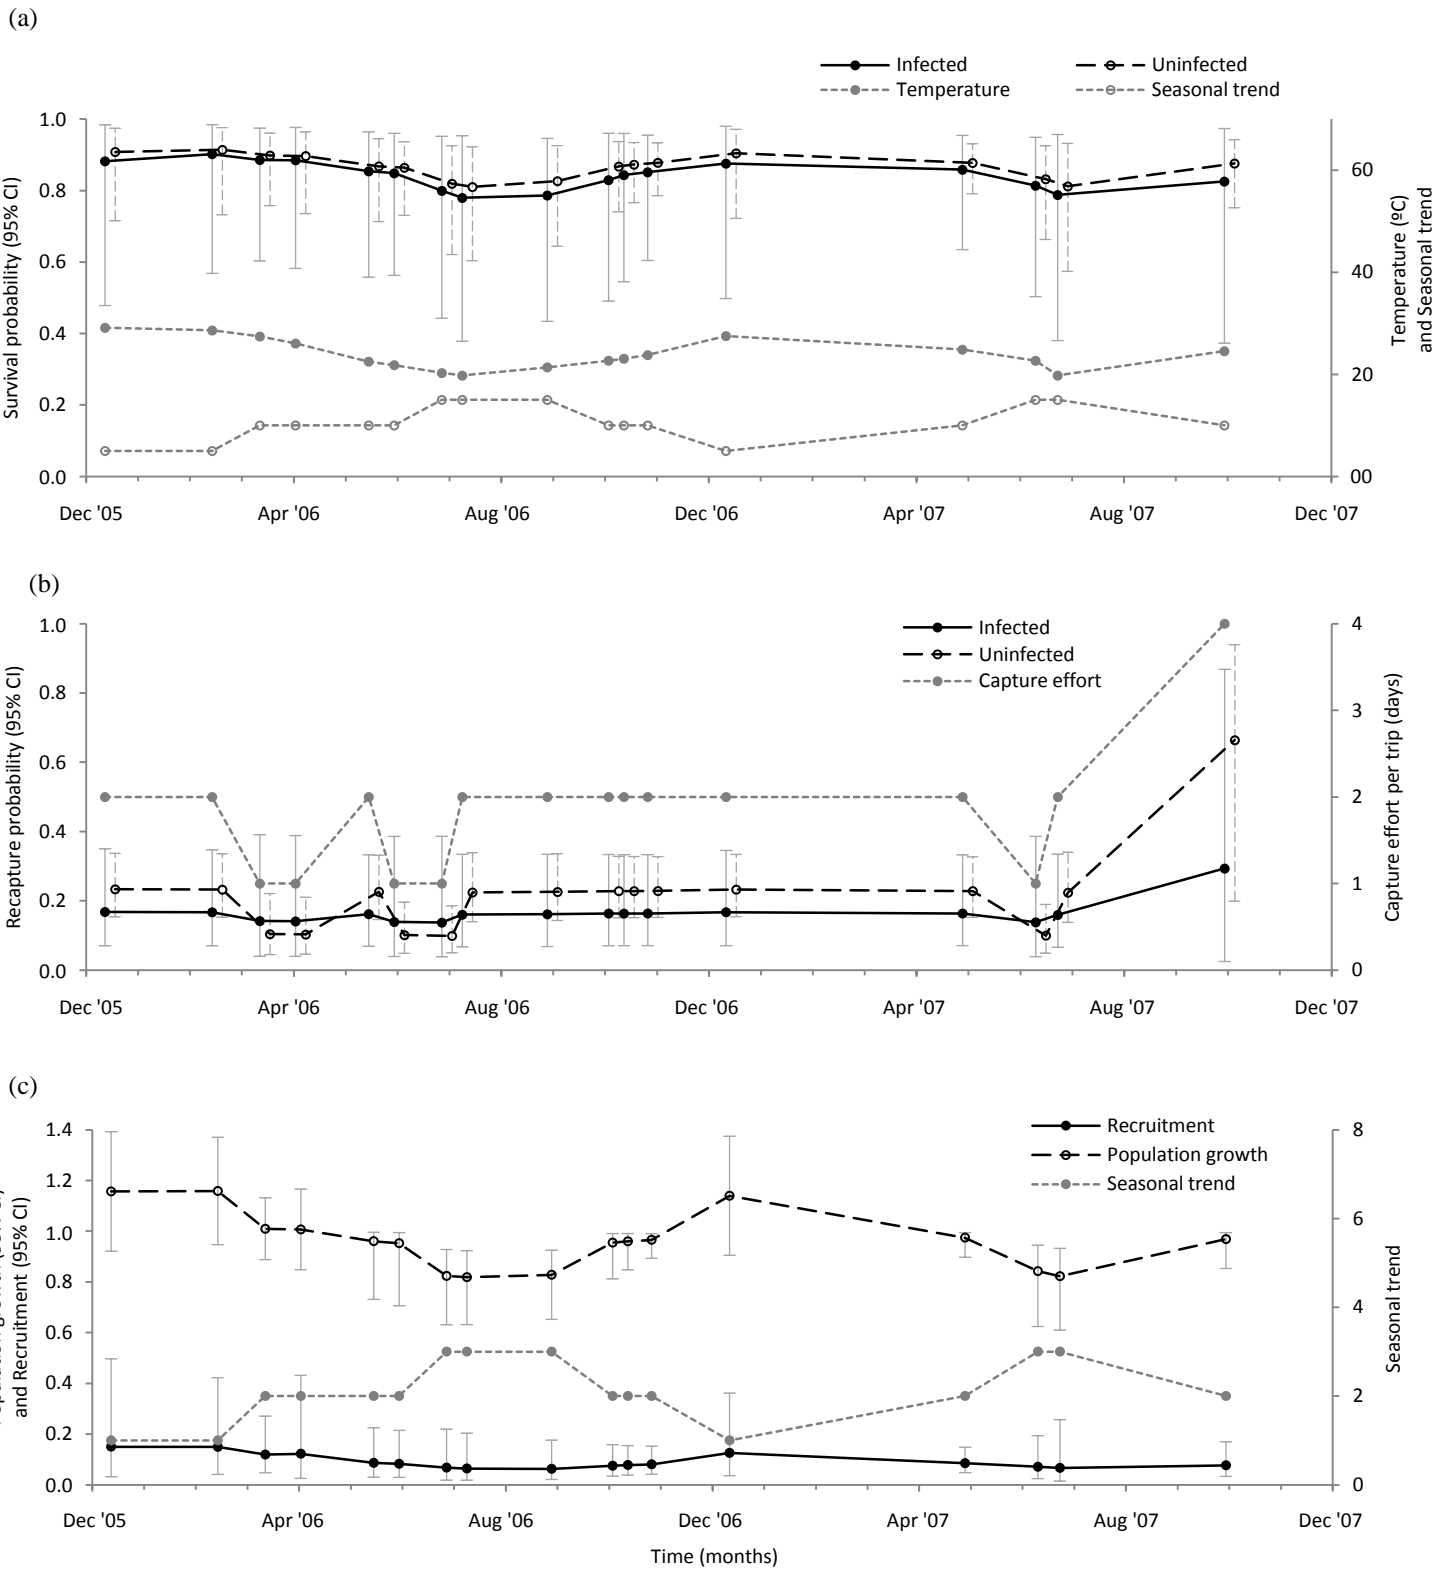 (a)
Infected
Uninfected
Temperature
Seasonal trend
Survival probability (95% CI)
1.0
0.8
0.6
0.4
0.2
0.0
60
40
20
00
Temperature (ºC)
and Seasonal trend
Dec '05
Apr '06
Aug '06
Dec '06
Apr '07
Aug '07
Dec '07
(b)
Infected
Uninfected
Capture effort
Recapture probability (95% CI)
1.0
0.8
0.6
0.4
0.2
0.0
4
3
2
1
0
Capture effort per trip (days)
Dec '05
Apr '06
Aug '06
Dec '06
Apr '07
Aug '07
Dec '07
(c)
Recruitment
Population growth
Seasonal trend
and Recruitment (95% CI)
1.4
1.2
1.0
0.8
0.6
0.4
0.2
0.0
8
6
4
2
0
Seasonal trend
Dec '05
Apr '06
Aug '06
Dec '06
Apr '07
Aug '07
Dec '07
Time (months)